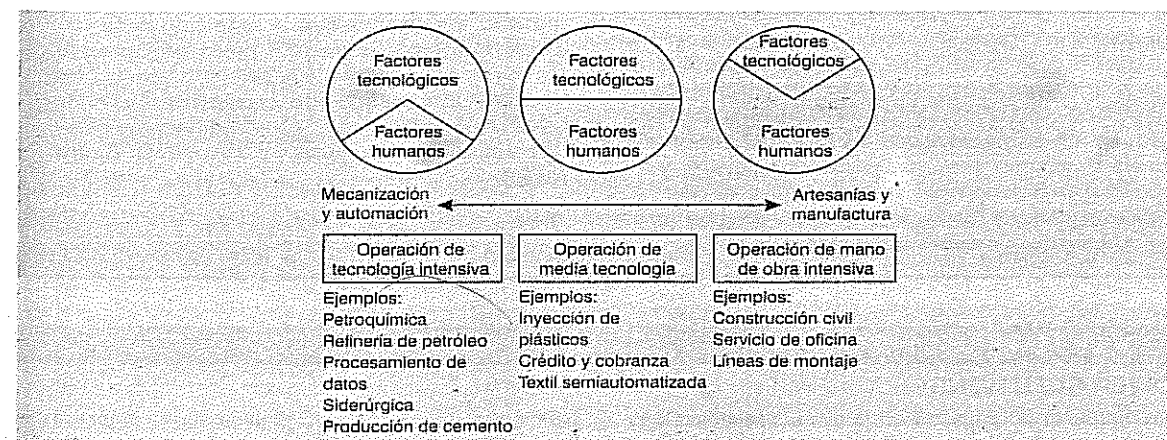 Factores
tecnológicos
Factores
humanos
Factores
tecnológicos
Factores
humanos
Factores
tecnológicos
Factores
humanos
Mecanización
y automación
Artesanías y
manufactura
Operación de
tecnología intensiva
Ejemplos:
Petroquímica
Refinería de petróleo
Procesamiento de
datos
Siderúrgica
Producción de cemento
Operación de
media tecnología
Ejemplos:
Inyección de
plásticos
Crédito y cobranza
Textil semiautomatizada
Operación de mano
de obra intensiva
Ejemplos:
Construcción civil
Servicio de oficina
Líneas de montaje